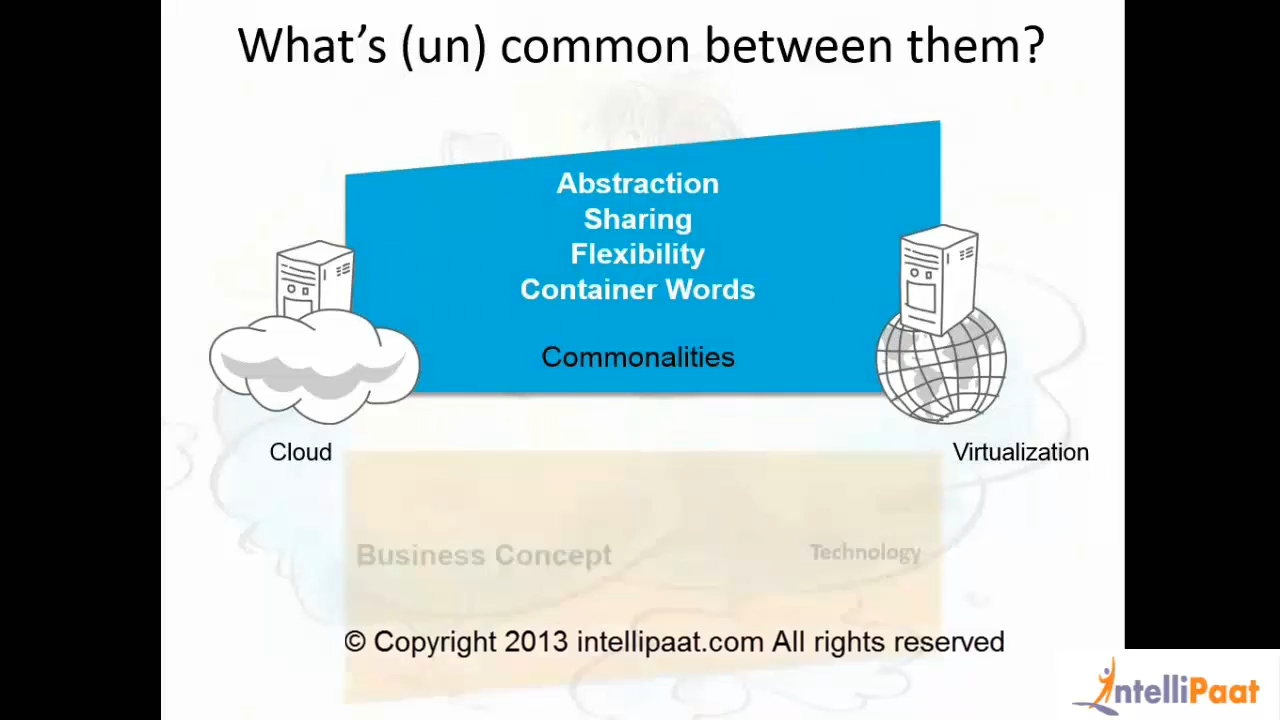 What's (un) common between them?
Abstraction
Sharing
Flexibility
Container Words
Commonalities
Cloud
Virtualization
Business Concept
Technology
© Copyright 2013 intellipaat.com All rights reserved
IntelliPaat